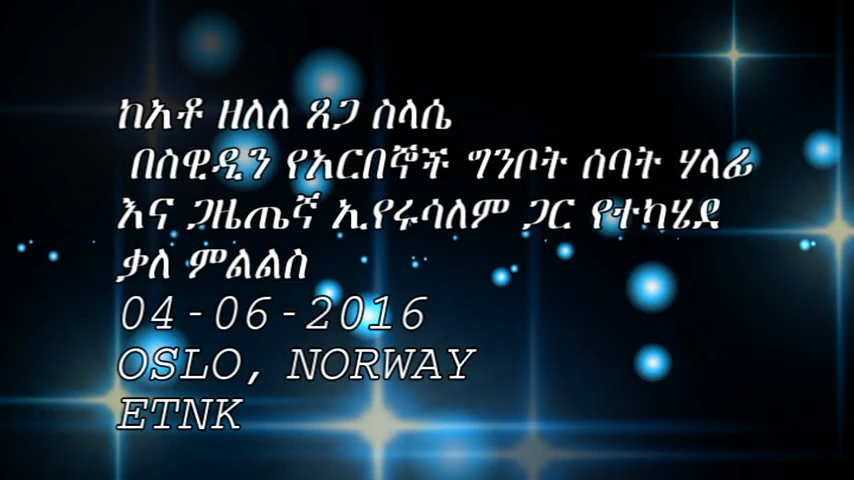 ከአቶ ዘለለ ጸጋ ስላሴ
በስዊዲን የአርበኞች ግንቦት ሰባት ሃላፊ
እና ጋዜጤኛ ኢየሩሳለም ጋር የተካሄደ
ቃለ ምልልስ
04-06-2016
OSLO, NORWAY
ETNK